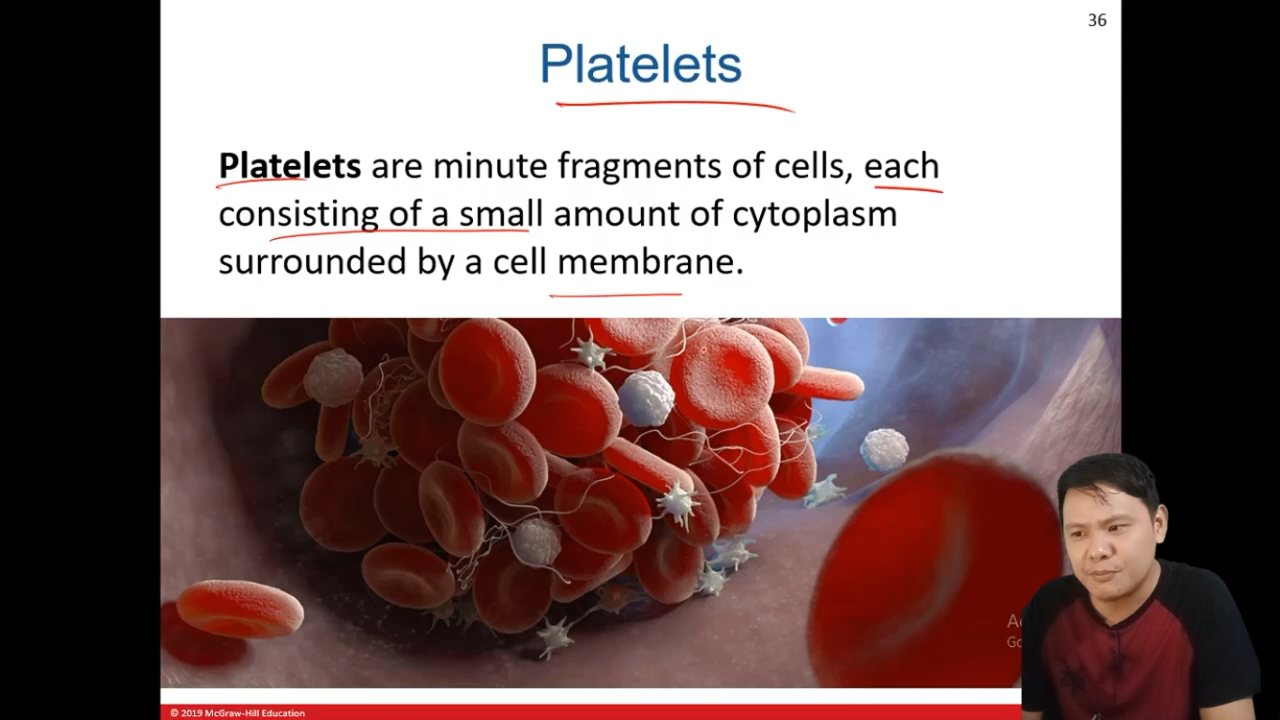 36
Platelets
Platelets are minute fragments of cells, each
consisting of a small amount of cytoplasm
surrounded by a cell membrane.
© 2019 McGraw-Hill Education